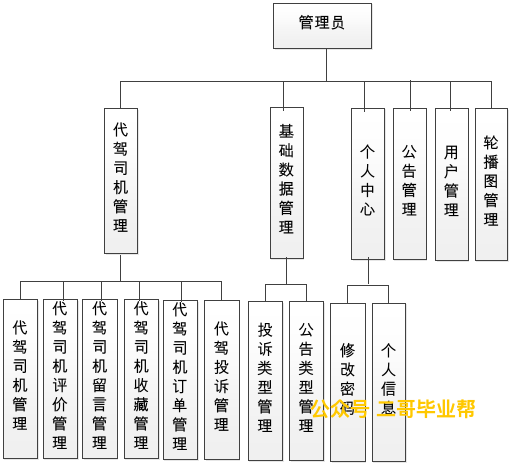 管理员
代驾司机管理
基础数据管理
个人中心
公告管理
用户管理
轮播图管理
代驾司机管理
代驾司机评价管理
代驾司机留言管理
代驾司机收藏管理
代驾司机订单管理
代驾投诉管理
投诉类型管理
公告类型管理
修改密码
个人信息
公众号 二哥毕业帮